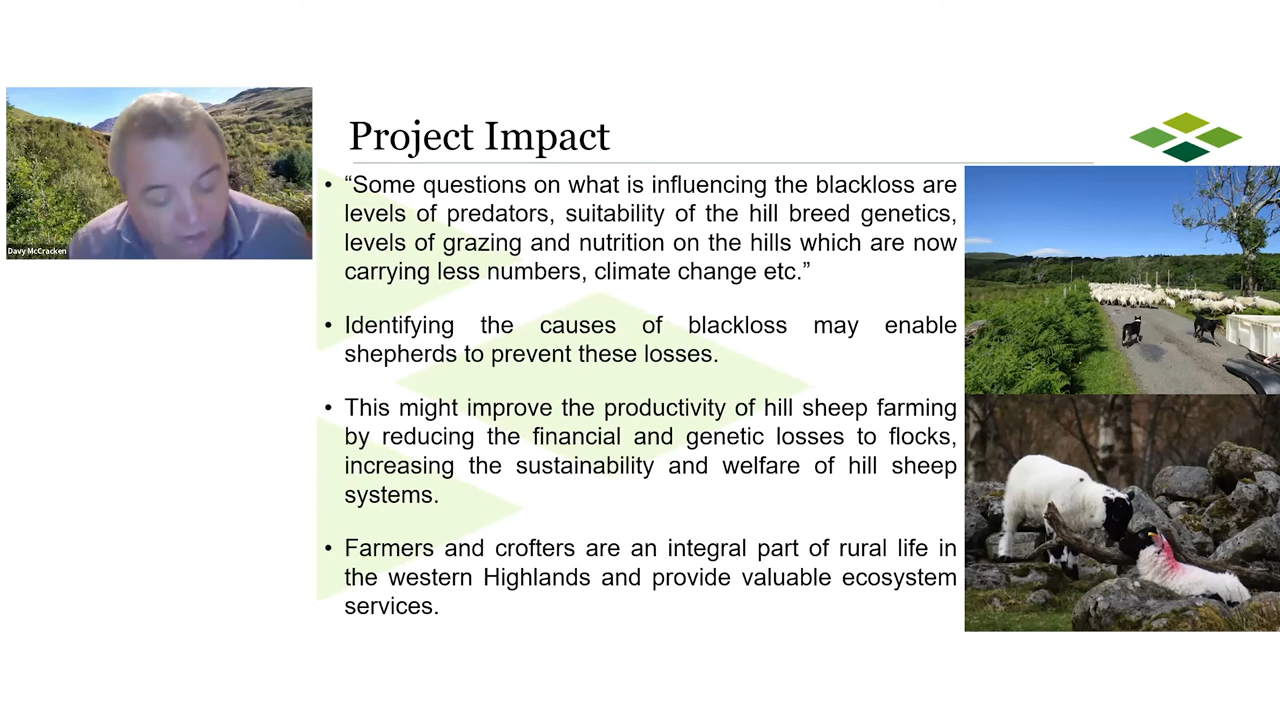 Davy McCracken
Project Impact
• “Some questions on what is influencing the blackloss are
levels of predators, suitability of the hill breed genetics,
levels of grazing and nutrition on the hills which are now
carrying less numbers, climate change etc.”
• Identifying the causes of blackloss may enable
shepherds to prevent these losses.
• This might improve the productivity of hill sheep farming
by reducing the financial and genetic losses to flocks,
increasing the sustainability and welfare of hill sheep
systems.
• Farmers and crofters are an integral part of rural life in
the western Highlands and provide valuable ecosystem
services.